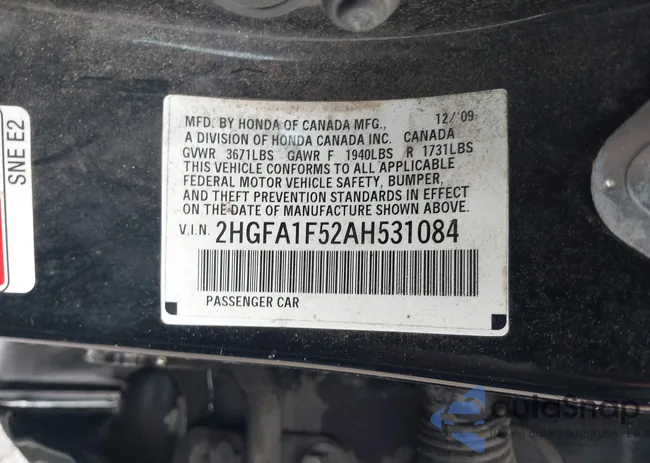 MFD. BY HONDA OF CANADA MFG., 12/'09
A DIVISION OF HONDA CANADA INC. CANADA
GVWR 3671LBS GAWR F 1940LBS R 1731LBS
THIS VEHICLE CONFORMS TO ALL APPLICABLE
FEDERAL MOTOR VEHICLE SAFETY, BUMPER,
AND THEFT PREVENTION STANDARDS IN EFFECT
ON THE DATE OF MANUFACTURE SHOWN ABOVE.
V.I.N. 2HGFA1F52AH531084
PASSENGER CAR
SNE E2
autoSnap